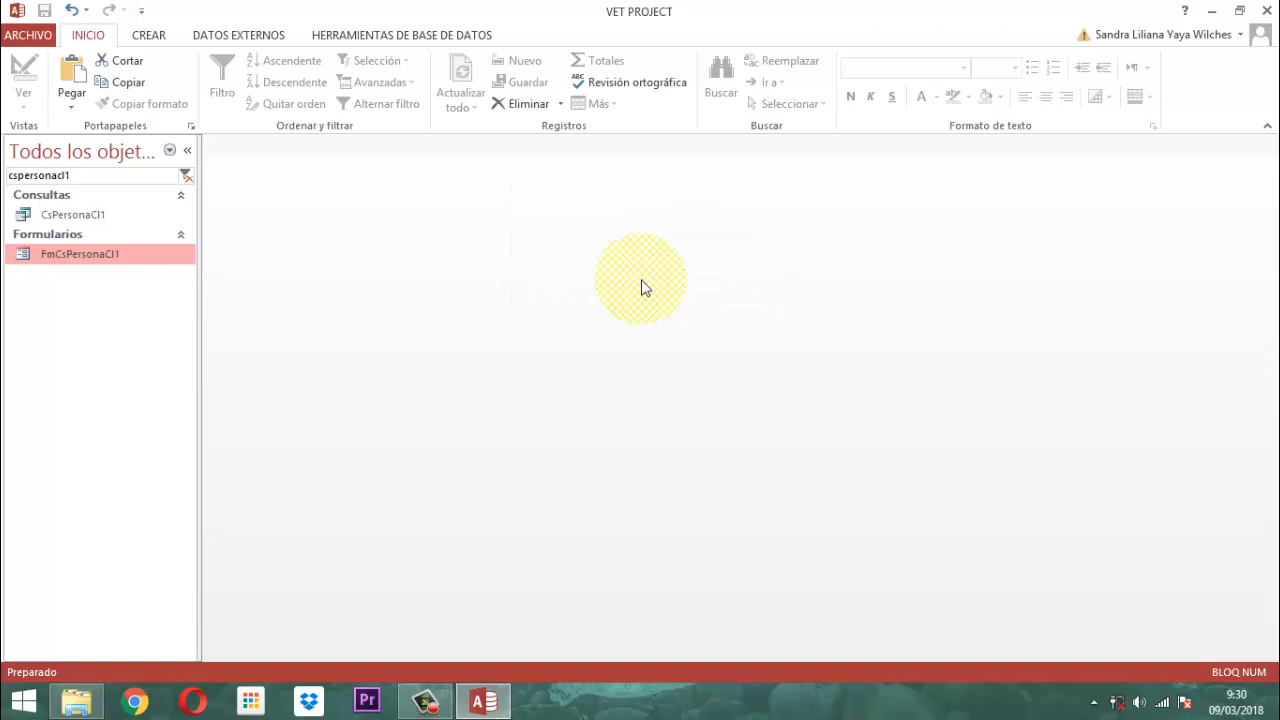 VET PROJECT
?
ARCHIVO INICIO CREAR DATOS EXTERNOS HERRAMIENTAS DE BASE DE DATOS
Sandra Liliana Yaya Wilches
Ver
Vistas
Pegar
Cortar
Copiar
Copiar formato
Portapapeles
Filtro
Ascendente
Descendente
Quitar orden
Selección
Avanzadas
Alternar filtro
Ordenar y filtrar
Actualizar
todo
Nuevo
Guardar
Eliminar
Totales
ABC Revisión ortográfica
Más
Registros
Buscar
Reemplazar
Ir a
Seleccionar
Buscar
N K S A
Formato de texto
Todos los objet...
cspersonacl1
Consultas
CsPersonaCl1
Formularios
FmCsPersonaCl1
Preparado
BLOQ NUM
Pr
9:30
09/03/2018